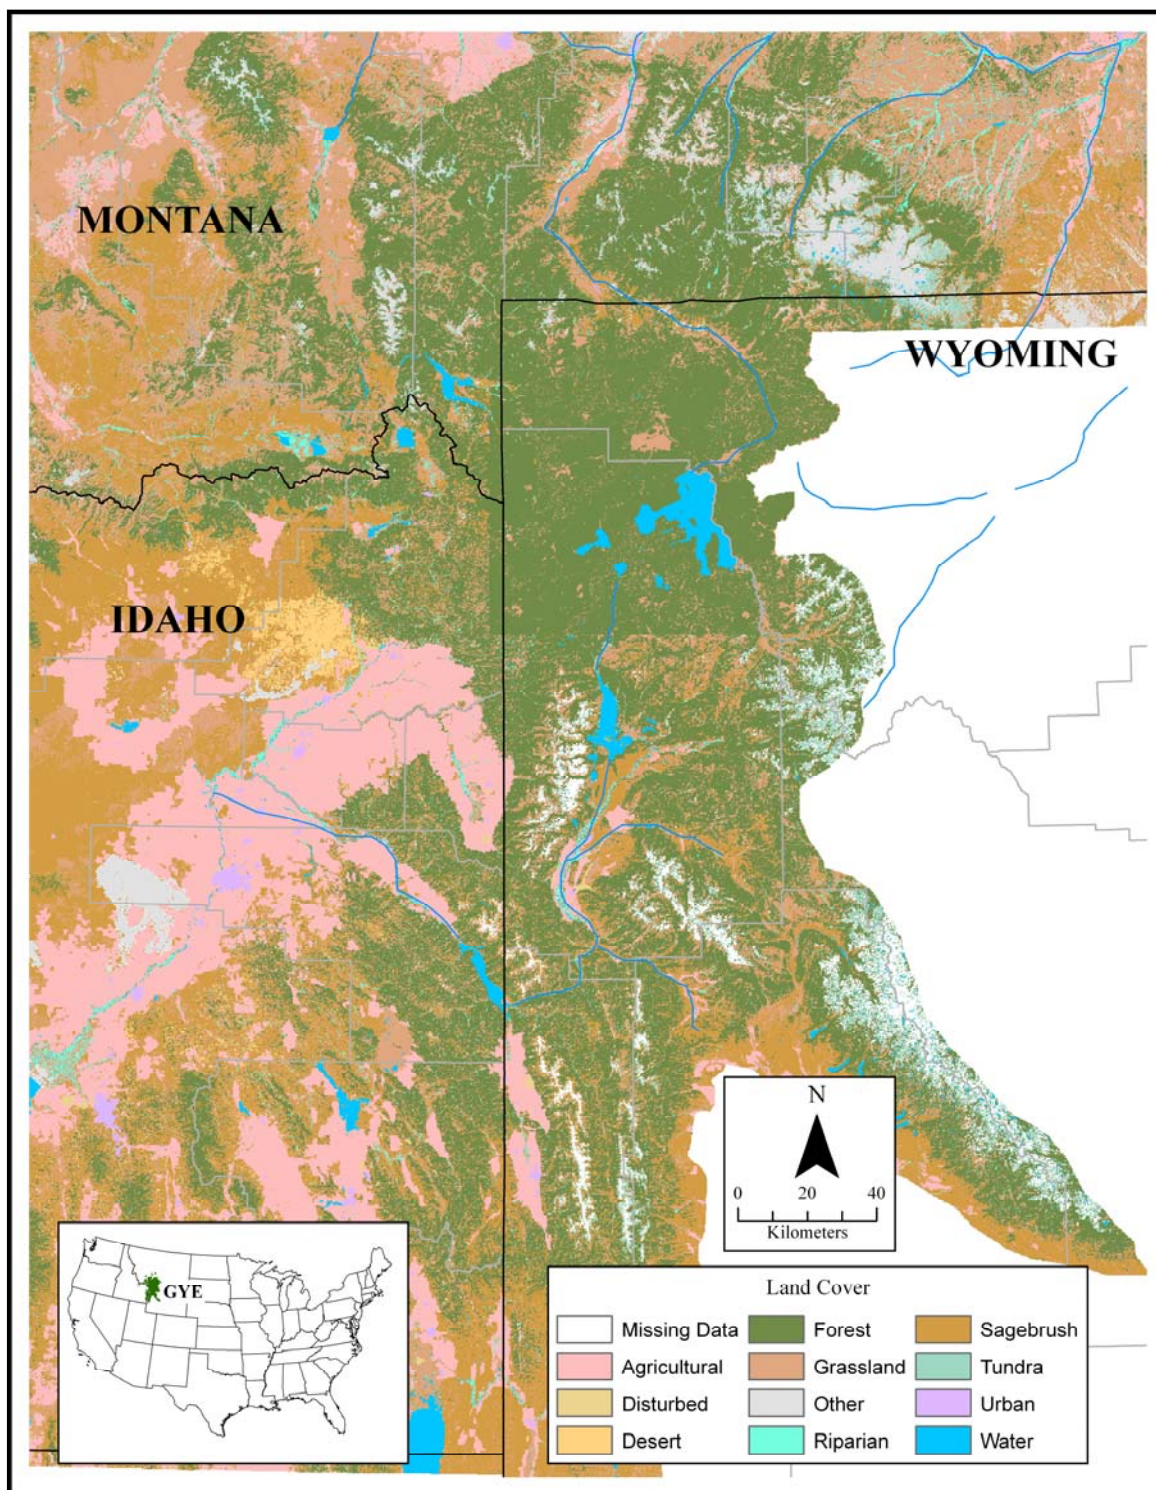 MONTANA
WYOMING
IDAHO
N
0 20 40
Kilometers
GYE
Land Cover
Missing Data Forest Sagebrush
Agricultural Grassland Tundra
Disturbed Other Urban
Desert Riparian Water